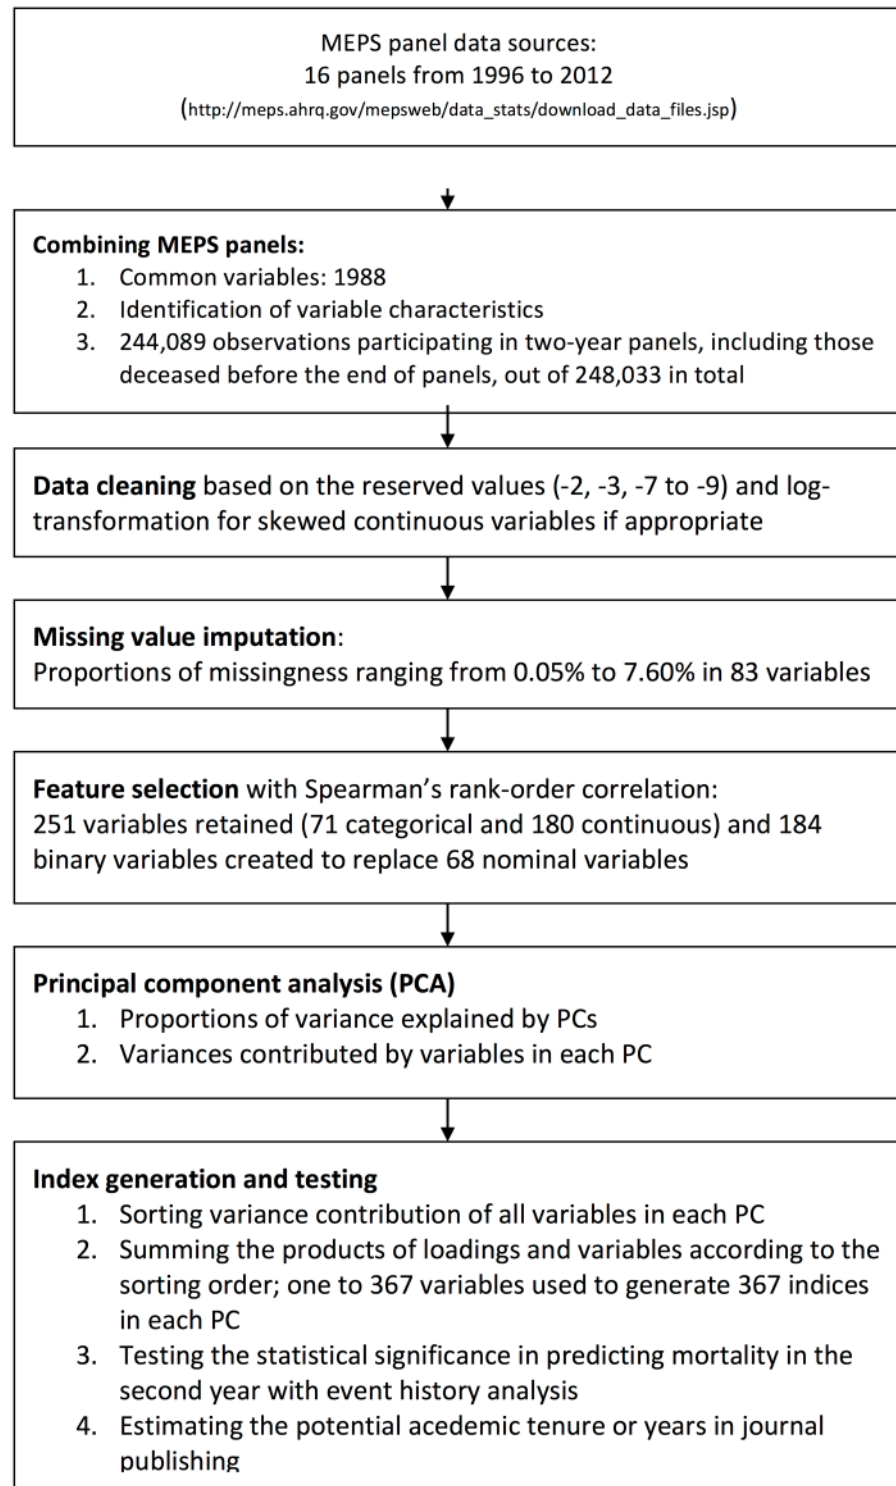 MEPS panel data sources:
16 panels from 1996 to 2012
(http://meps.ahrq.gov/mepsweb/data_stats/download_data_files.jsp)
Combining MEPS panels:
1. Common variables: 1988
2. Identification of variable characteristics
3. 244,089 observations participating in two-year panels, including those
deceased before the end of panels, out of 248,033 in total
Data cleaning based on the reserved values (-2, -3, -7 to -9) and log-
transformation for skewed continuous variables if appropriate
Missing value imputation:
Proportions of missingness ranging from 0.05% to 7.60% in 83 variables
Feature selection with Spearman’s rank-order correlation:
251 variables retained (71 categorical and 180 continuous) and 184
binary variables created to replace 68 nominal variables
Principal component analysis (PCA)
1. Proportions of variance explained by PCs
2. Variances contributed by variables in each PC
Index generation and testing
1. Sorting variance contribution of all variables in each PC
2. Summing the products of loadings and variables according to the
sorting order; one to 367 variables used to generate 367 indices
in each PC
3. Testing the statistical significance in predicting mortality in the
second year with event history analysis
4. Estimating the potential acedemic tenure or years in journal
publishing